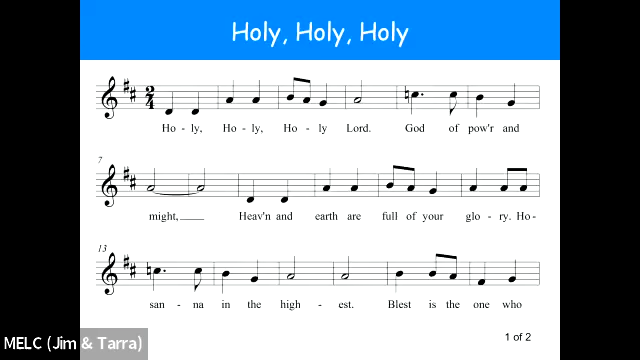 Holy, Holy, Holy
2
4
Ho - ly, Ho - ly, Ho - ly Lord. God of pow'r and
7
might,____ Heav'n and earth are full of your glo - ry. Ho-
13
san - na in the high - est. Blest is the one who
1 of 2
MELC (Jim & Tarra)